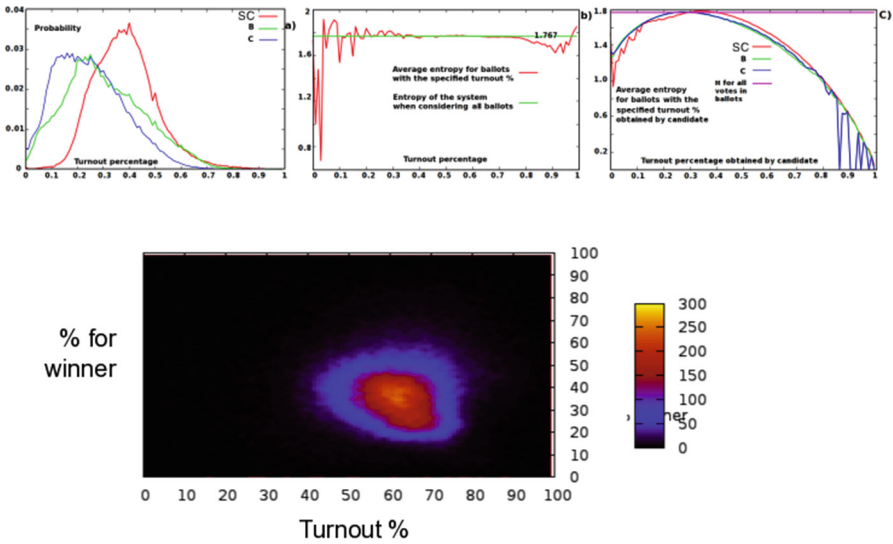 0.04
0.03
0.02
0.01
0
Probability
SC
B
C
Turnout percentage
0 0.1 0.2 0.3 0.4 0.5 0.6 0.7 0.8 0.9 1
a)
2
1.6
1.2
0.8
1.767
Average entropy for ballots
with the specified turnout %
Entropy of the system
when considering all ballots
Turnout percentage
0 0.1 0.2 0.3 0.4 0.5 0.6 0.7 0.8 0.9 1
b)
1.8
1.4
1.0
0.6
0.2
SC
B
C
H for all
votes in
ballots
Average entropy
for ballots with the
specified turnout %
obtained by candidate
Turnout percentage obtained by candidate
0 0.1 0.2 0.3 0.4 0.5 0.6 0.7 0.8 0.9 1
C)
% for
winner
100
90
80
70
60
50
40
30
20
10
0
0 10 20 30 40 50 60 70 80 90 100
Turnout %
300
250
200
150
100
50
0